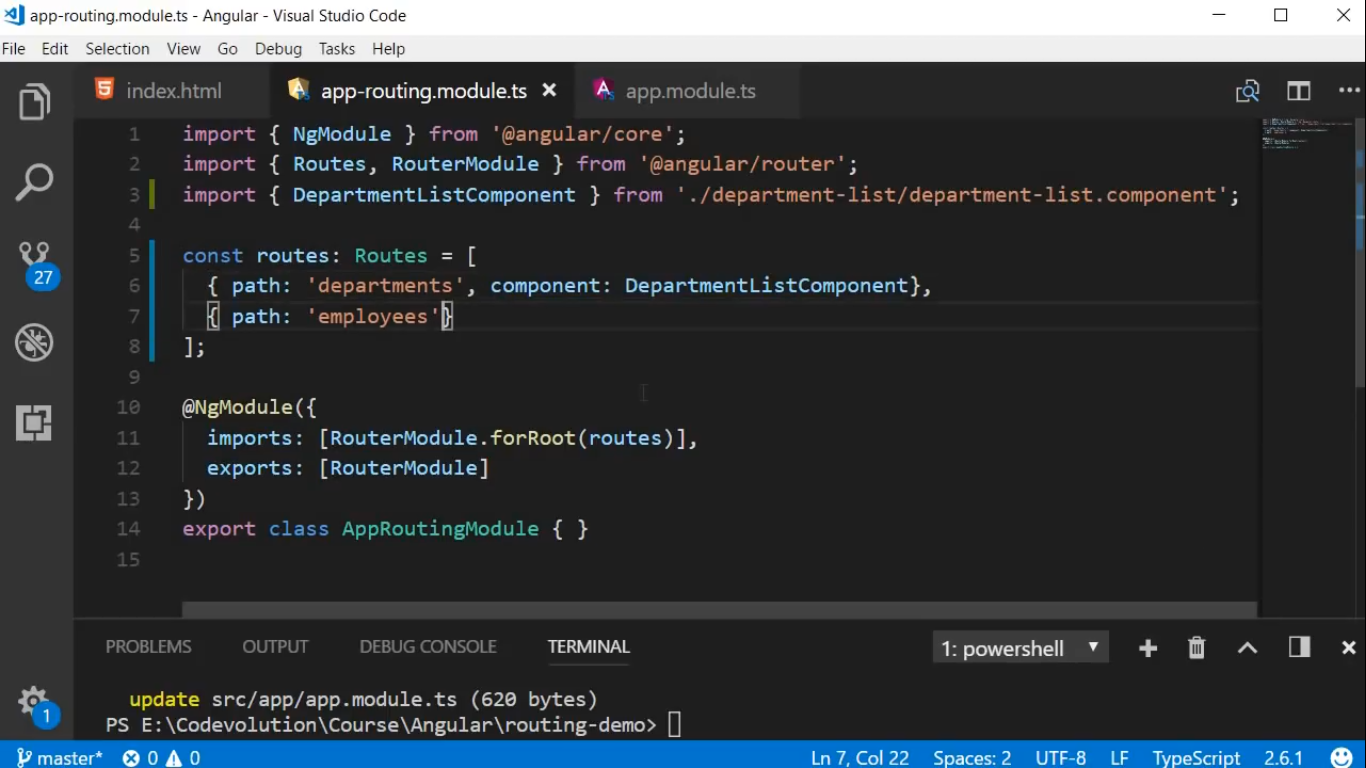 app-routing.module.ts - Angular - Visual Studio Code
File Edit Selection View Go Debug Tasks Help
index.html app-routing.module.ts app.module.ts
1 import { NgModule } from '@angular/core';
2 import { Routes, RouterModule } from '@angular/router';
3 import { DepartmentListComponent } from './department-list/department-list.component';
4
5 const routes: Routes = [
6 { path: 'departments', component: DepartmentListComponent},
7 { path: 'employees'}
8 ];
9
10 @NgModule({
11 imports: [RouterModule.forRoot(routes)],
12 exports: [RouterModule]
13 })
14 export class AppRoutingModule { }
15
27
PROBLEMS OUTPUT DEBUG CONSOLE TERMINAL 1: powershell
update src/app/app.module.ts (620 bytes)
PS E:\Codevolution\Course\Angular\routing-demo>
1
master* 0 0 Ln 7, Col 22 Spaces: 2 UTF-8 LF TypeScript 2.6.1